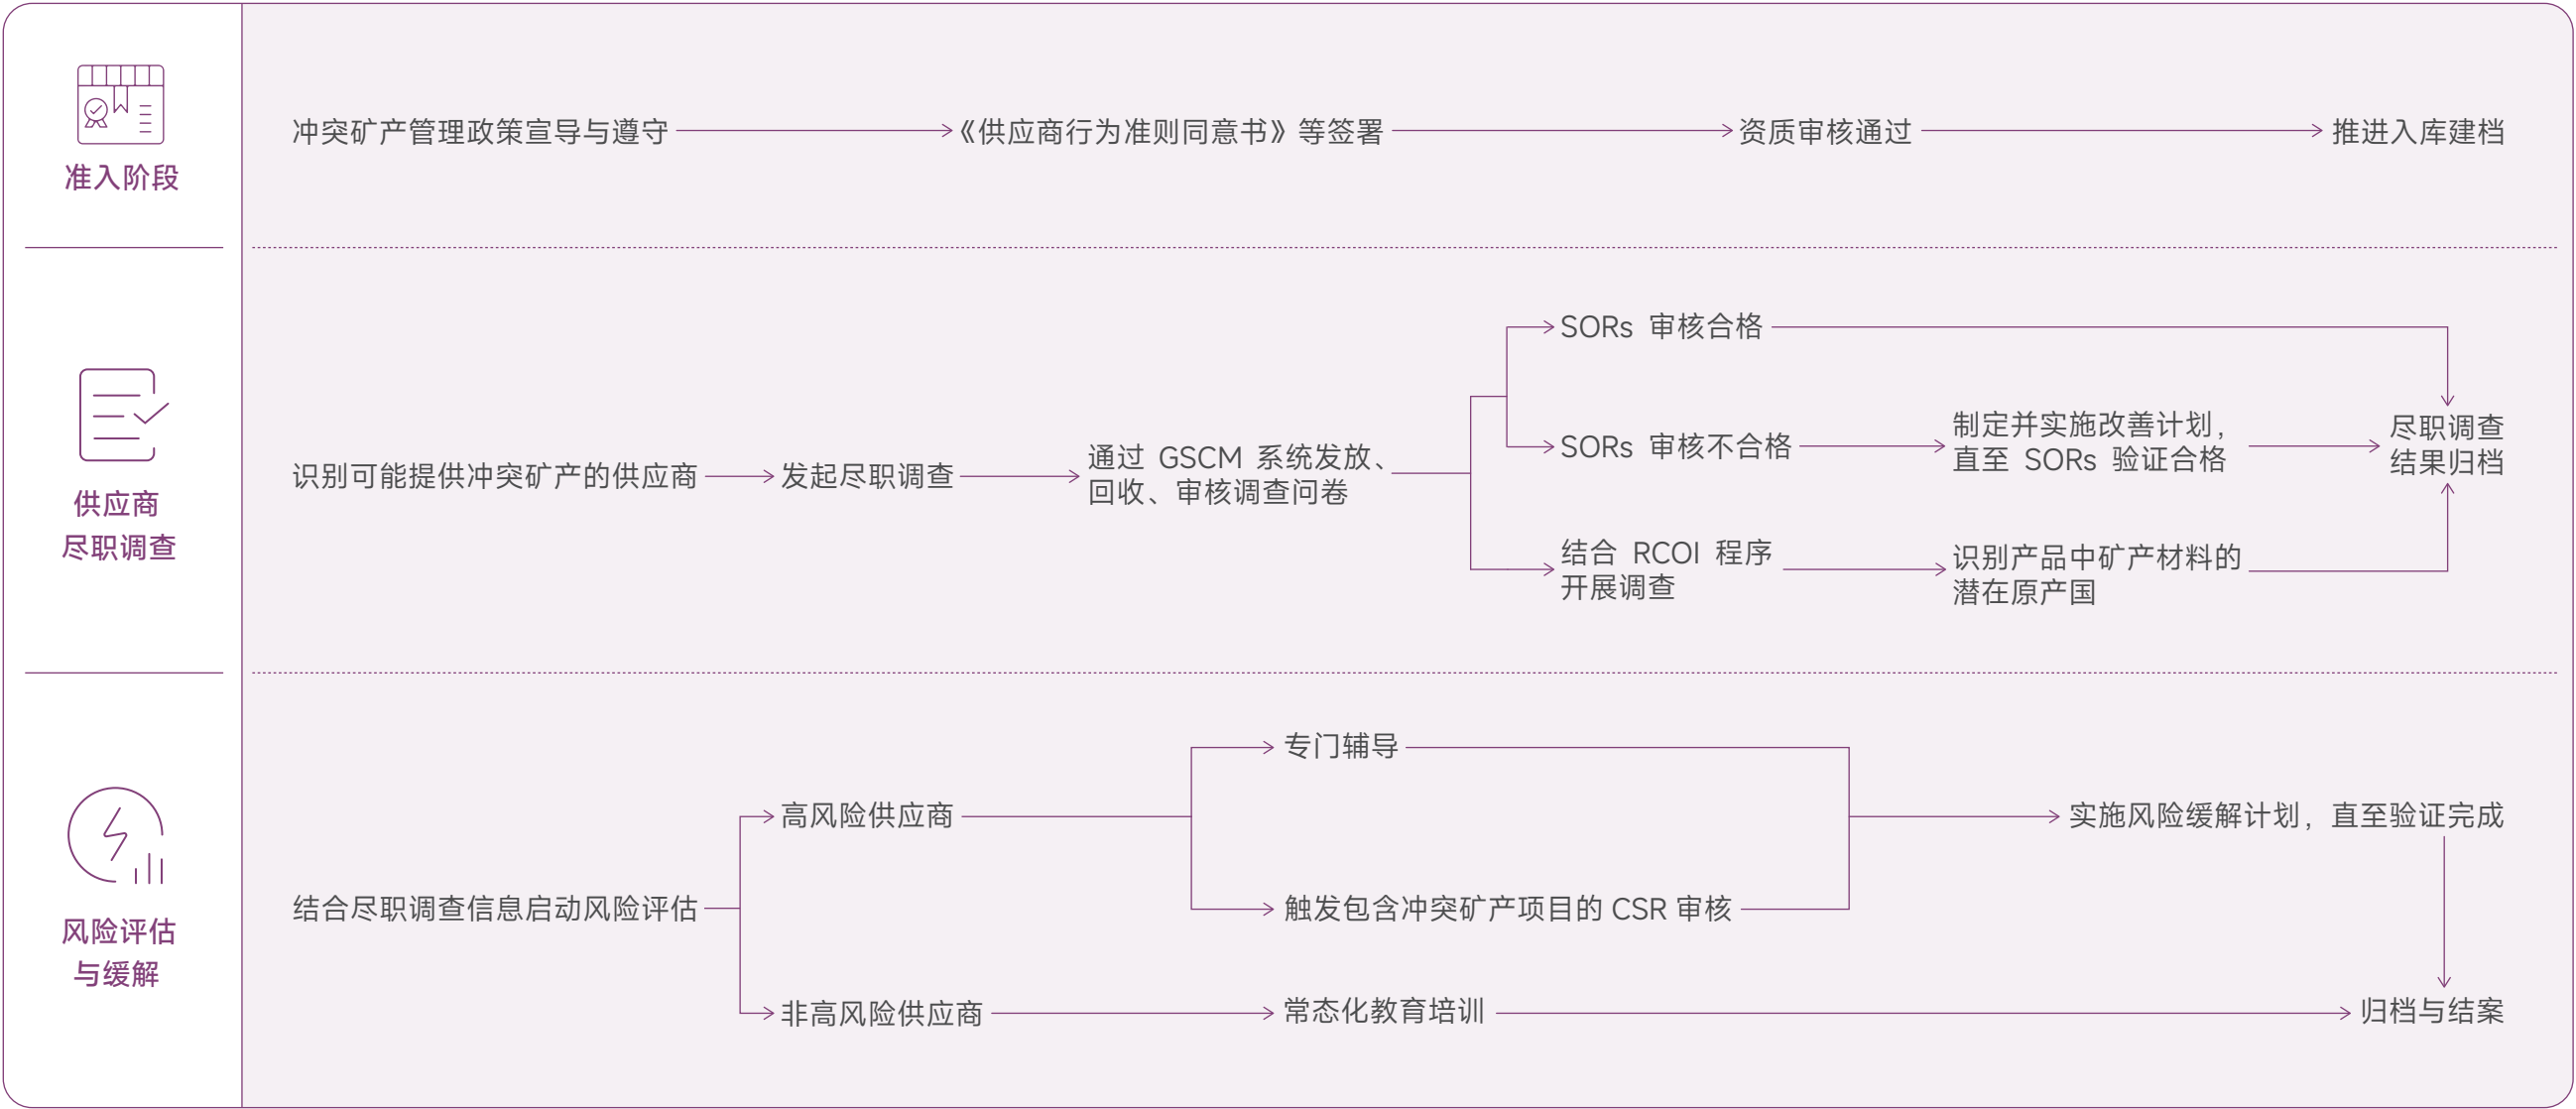 准入阶段
冲突矿产管理政策宣导与遵守
《供应商行为准则同意书》等签署
资质审核通过
推进入库建档
供应商
尽职调查
识别可能提供冲突矿产的供应商
发起尽职调查
通过 GSCM 系统发放、
回收、审核调查问卷
SORs 审核合格
SORs 审核不合格
制定并实施改善计划，
直至 SORs 验证合格
结合 RCOI 程序
开展调查
识别产品中矿产材料的
潜在原产国
尽职调查
结果归档
风险评估
与缓解
结合尽职调查信息启动风险评估
高风险供应商
专门辅导
触发包含冲突矿产项目的 CSR 审核
实施风险缓解计划，直至验证完成
非高风险供应商
常态化教育培训
归档与结案